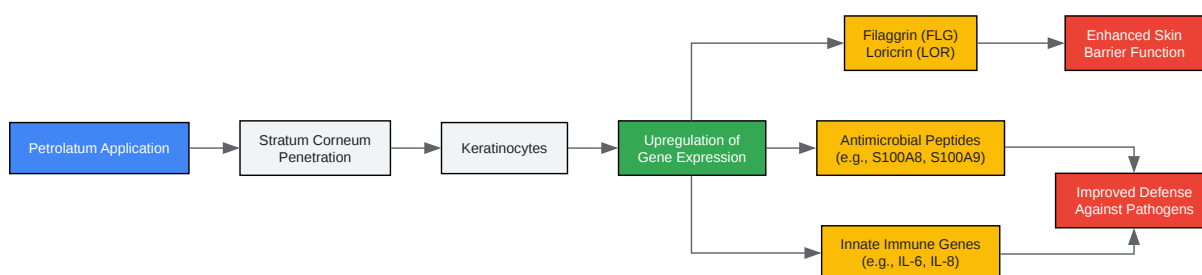 Petrolatum Application
Stratum Corneum
Penetration
Keratinocytes
Upregulation of
Gene Expression
Filaggrin (FLG)
Loricrin (LOR)
Enhanced Skin
Barrier Function
Antimicrobial Peptides
(e.g., S100A8, S100A9)
Innate Immune Genes
(e.g., IL-6, IL-8)
Improved Defense
Against Pathogens